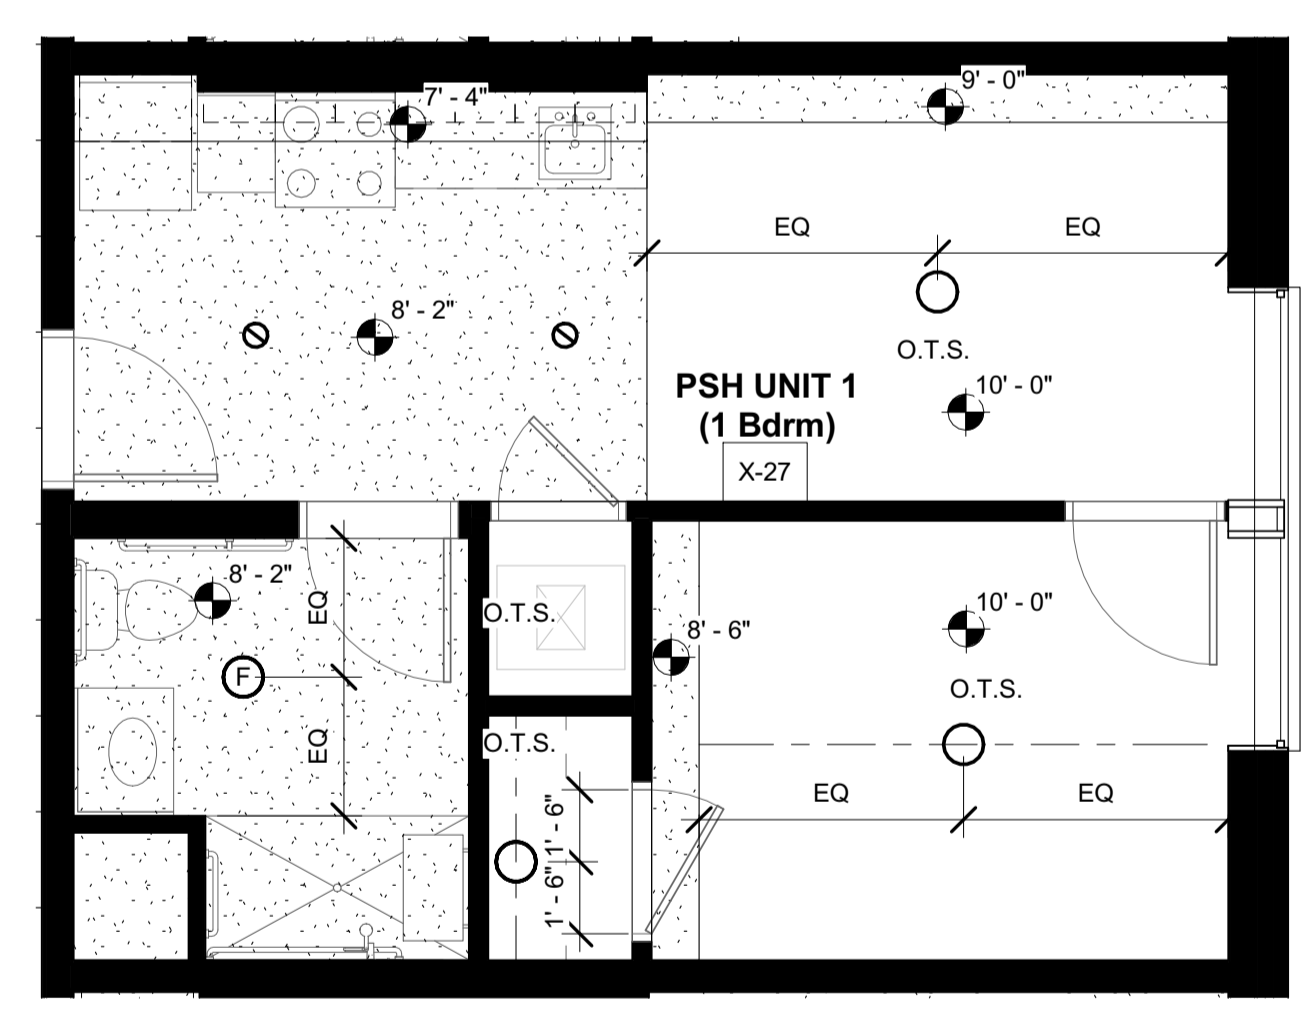 7' - 4"
9' - 0"
EQ
EQ
8' - 2"
O.T.S.
PSH UNIT 1
(1 Bdrm)
10' - 0"
X-27
8' - 2"
EQ
O.T.S.
8' - 6"
10' - 0"
F
O.T.S.
EQ
O.T.S.
EQ
EQ
1' - 6"
1' - 6"